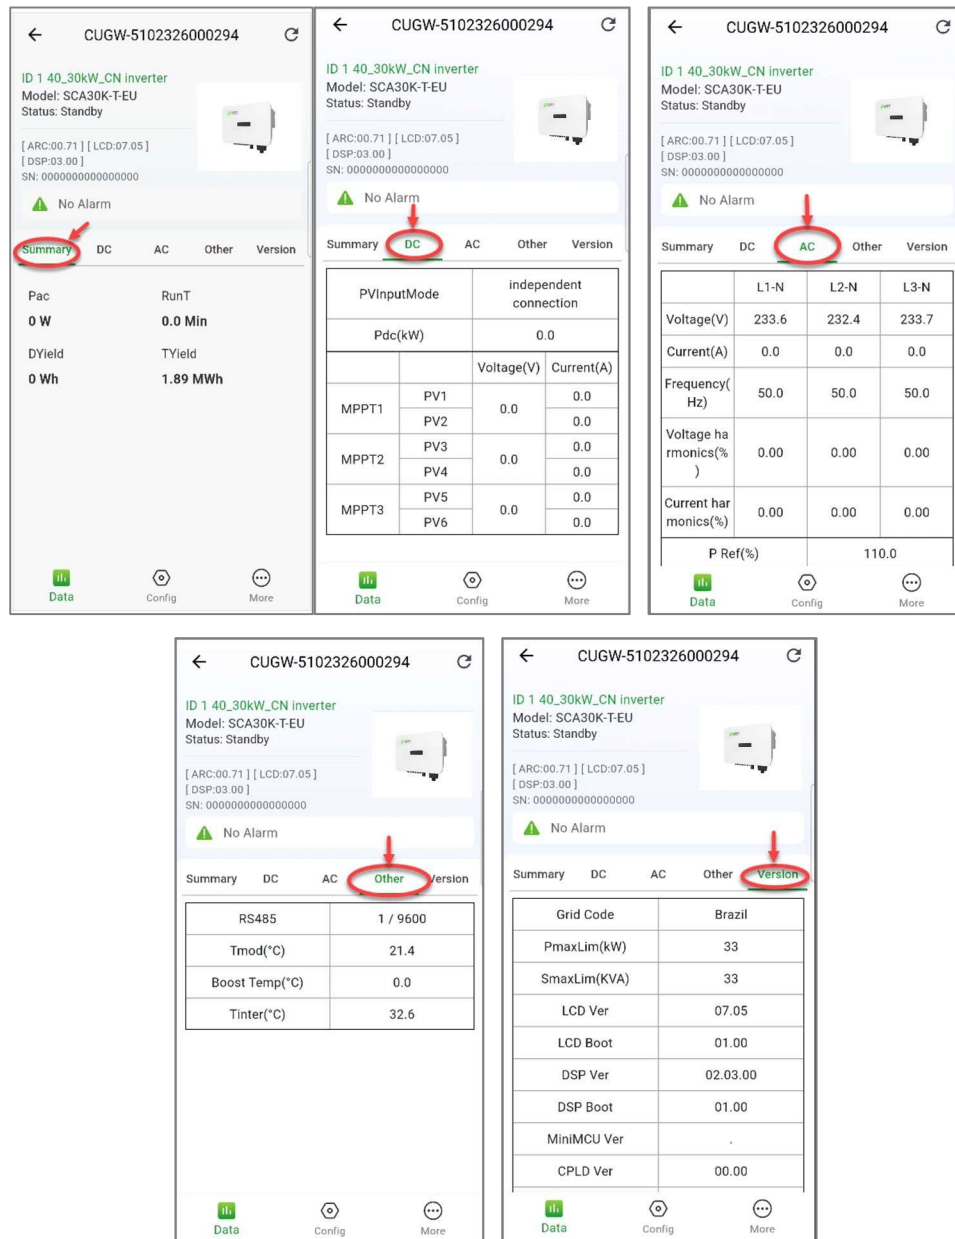 CUGW-5102326000294
ID 1 40_30kW_CN inverter
Model: SCA30K-T-EU
Status: Standby
[ ARC:00.71 ] [ LCD:07.05 ]
[ DSP:03.00 ]
SN: 0000000000000000
No Alarm
Summary DC AC Other Version
Pac RunT
0 W 0.0 Min
DYield TYield
0 Wh 1.89 MWh
Data Config More
CUGW-5102326000294
ID 1 40_30kW_CN inverter
Model: SCA30K-T-EU
Status: Standby
[ ARC:00.71 ] [ LCD:07.05 ]
[ DSP:03.00 ]
SN: 0000000000000000
No Alarm
Summary DC AC Other Version
PVInputMode independent
connection
Pdc(kW) 0.0
Voltage(V) Current(A)
MPPT1 PV1 0.0 0.0
PV2 0.0
MPPT2 PV3 0.0 0.0
PV4 0.0
MPPT3 PV5 0.0 0.0
PV6 0.0
Data Config More
CUGW-5102326000294
ID 1 40_30kW_CN inverter
Model: SCA30K-T-EU
Status: Standby
[ ARC:00.71 ] [ LCD:07.05 ]
[ DSP:03.00 ]
SN: 0000000000000000
No Alarm
Summary DC AC Other Version
L1-N L2-N L3-N
Voltage(V) 233.6 232.4 233.7
Current(A) 0.0 0.0 0.0
Frequency(
Hz) 50.0 50.0 50.0
Voltage ha
rmonics(%
) 0.00 0.00 0.00
Current har
monics(%) 0.00 0.00 0.00
P Ref(%) 110.0
Data Config More
CUGW-5102326000294
ID 1 40_30kW_CN inverter
Model: SCA30K-T-EU
Status: Standby
[ ARC:00.71 ] [ LCD:07.05 ]
[ DSP:03.00 ]
SN: 0000000000000000
No Alarm
Summary DC AC Other Version
RS485 1 / 9600
Tmod(°C) 21.4
Boost Temp(°C) 0.0
Tinter(°C) 32.6
Data Config More
CUGW-5102326000294
ID 1 40_30kW_CN inverter
Model: SCA30K-T-EU
Status: Standby
[ ARC:00.71 ] [ LCD:07.05 ]
[ DSP:03.00 ]
SN: 0000000000000000
No Alarm
Summary DC AC Other Version
Grid Code Brazil
PmaxLim(kW) 33
SmaxLim(KVA) 33
LCD Ver 07.05
LCD Boot 01.00
DSP Ver 02.03.00
DSP Boot 01.00
MiniMCU Ver .
CPLD Ver 00.00
Data Config More